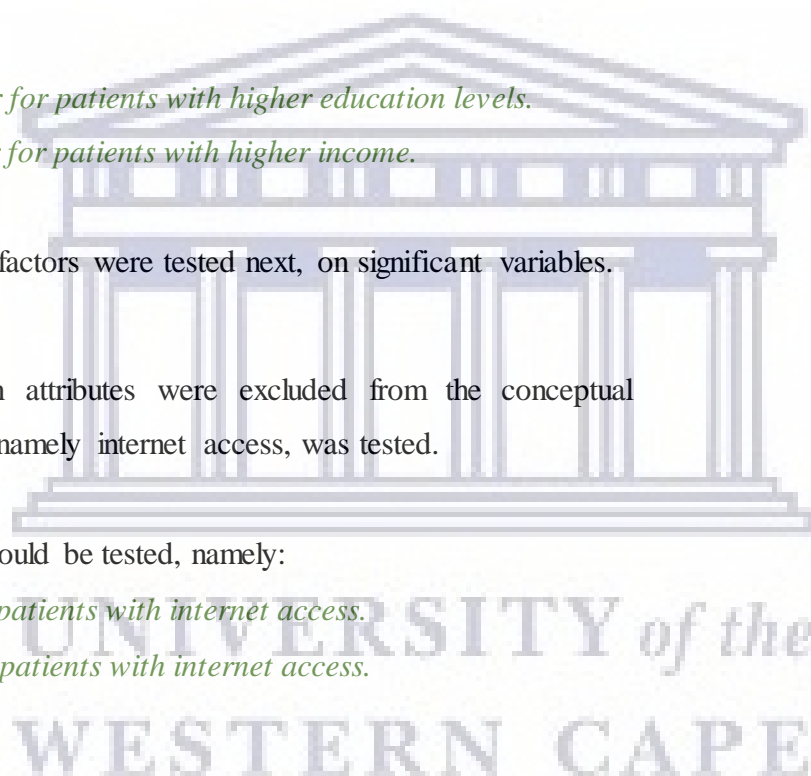 for patients with higher education levels.
for patients with higher income.
factors were tested next, on significant variables.
attributes were excluded from the conceptual
namely internet access, was tested.
ould be tested, namely:
patients with internet access.
patients with internet access.
UNIVERSITY of the
WESTERN CAPE